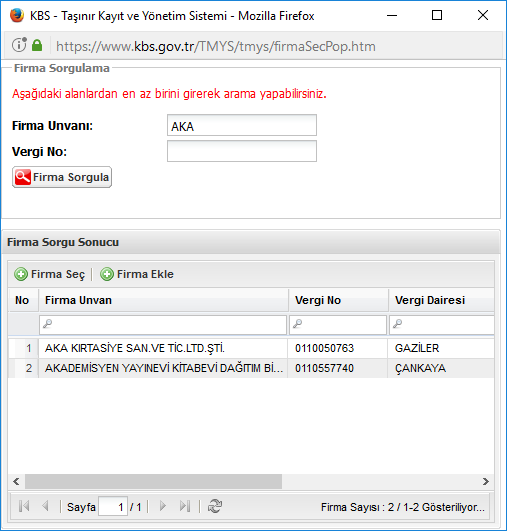 KBS - Taşınır Kayıt ve Yönetim Sistemi - Mozilla Firefox
https://www.kbs.gov.tr/TMYS/tmys/firmaSecPop.htm
Firma Sorgulama
Aşağıdaki alanlardan en az birini girerek arama yapabilirsiniz.
Firma Unvanı: AKA
Vergi No:
Firma Sorgula
Firma Sorgu Sonucu
Firma Seç Firma Ekle
No Firma Unvan Vergi No Vergi Dairesi
1 AKA KIRTASİYE SAN.VE TİC.LTD.ŞTİ. 0110050763 GAZİLER
2 AKADEMİSYEN YAYINEVİ KİTABEVİ DAĞITIM Bİ... 0110557740 ÇANKAYA
Sayfa 1 / 1 Firma Sayısı : 2 / 1-2 Gösteriliyor...